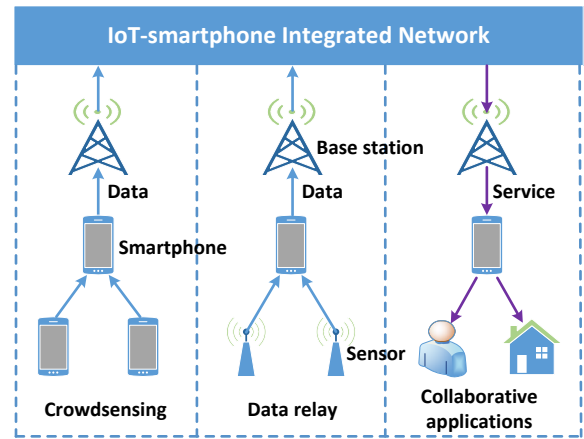 IoT-smartphone Integrated Network
Base station
Data
Data
Service
Smartphone
Sensor
Crowdsensing
Data relay
Collaborative
applications